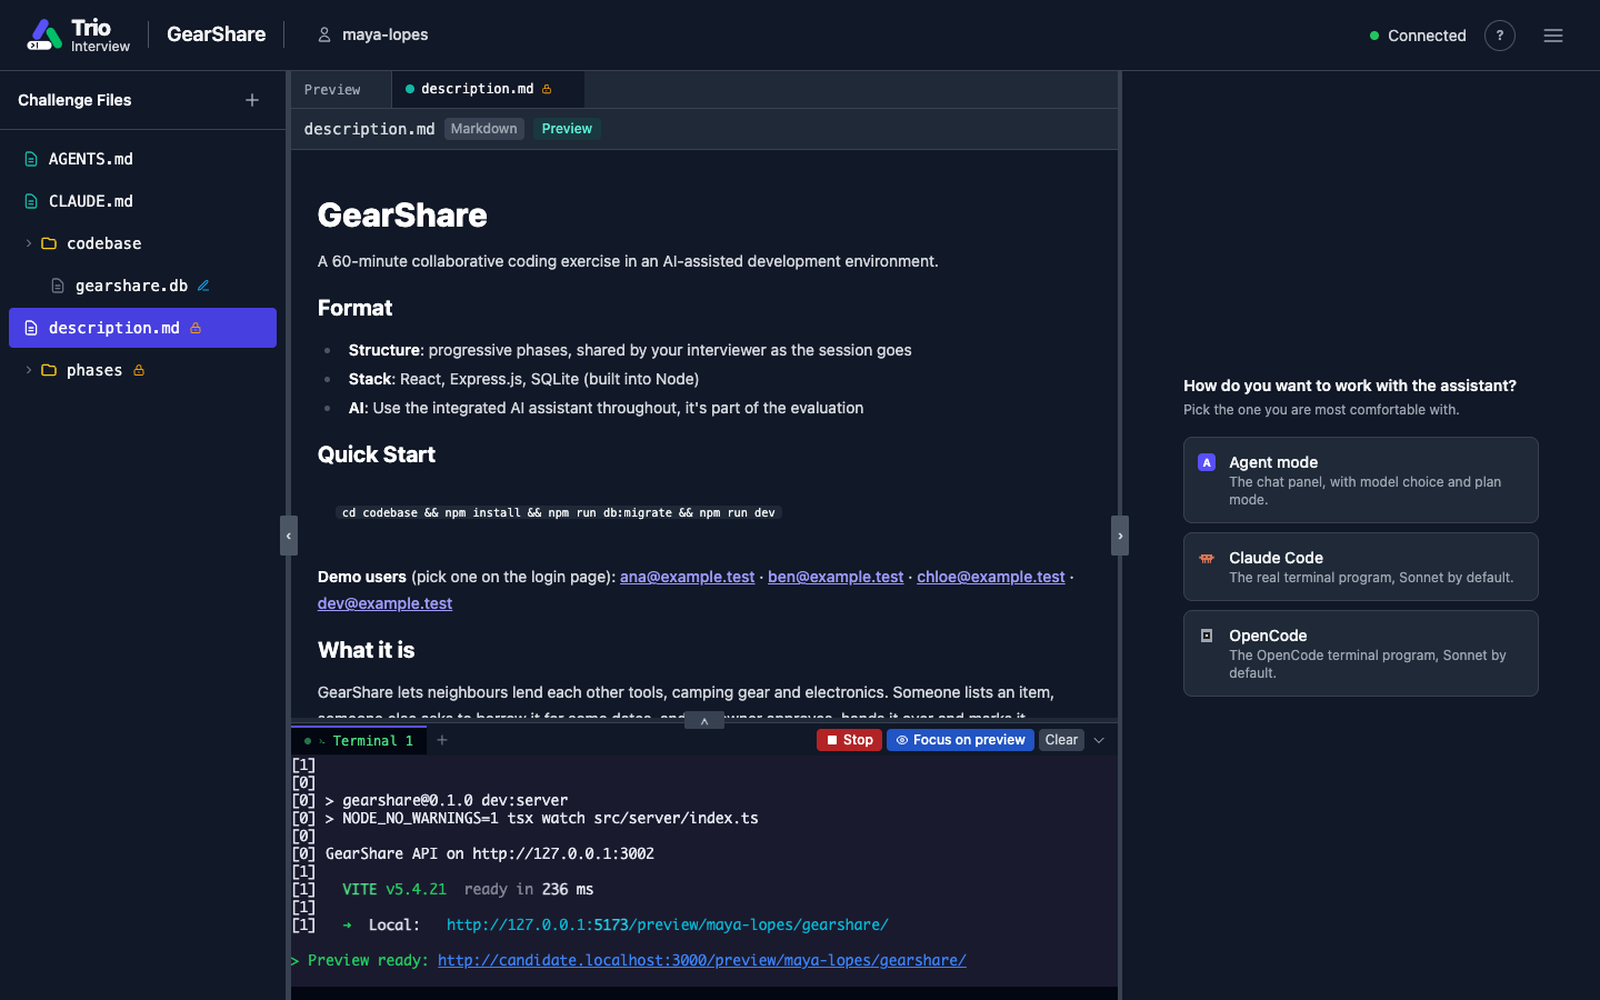 Trio
Interview
GearShare
maya-lopes
Connected
?
Challenge Files
AGENTS.md
CLAUDE.md
codebase
gearshare.db
description.md
phases
Preview
description.md
description.md Markdown Preview
GearShare
A 60-minute collaborative coding exercise in an AI-assisted development environment.
Format
Structure: progressive phases, shared by your interviewer as the session goes
Stack: React, Express.js, SQLite (built into Node)
AI: Use the integrated AI assistant throughout, it's part of the evaluation
Quick Start
cd codebase && npm install && npm run db:migrate && npm run dev
Demo users (pick one on the login page): ana@example.test · ben@example.test · chloe@example.test ·
dev@example.test
What it is
GearShare lets neighbours lend each other tools, camping gear and electronics. Someone lists an item,
Terminal 1
Stop
Focus on preview
Clear
[1]
[0]
[0] > gearshare@0.1.0 dev:server
[0] > NODE_NO_WARNINGS=1 tsx watch src/server/index.ts
[0]
[0] GearShare API on http://127.0.0.1:3002
[1]
[1] VITE v5.4.21 ready in 236 ms
[1]
[1] ➜ Local: http://127.0.0.1:5173/preview/maya-lopes/gearshare/
> Preview ready: http://candidate.localhost:3000/preview/maya-lopes/gearshare/
How do you want to work with the assistant?
Pick the one you are most comfortable with.
A
Agent mode
The chat panel, with model choice and plan
mode.
Claude Code
The real terminal program, Sonnet by default.
OpenCode
The OpenCode terminal program, Sonnet by
default.